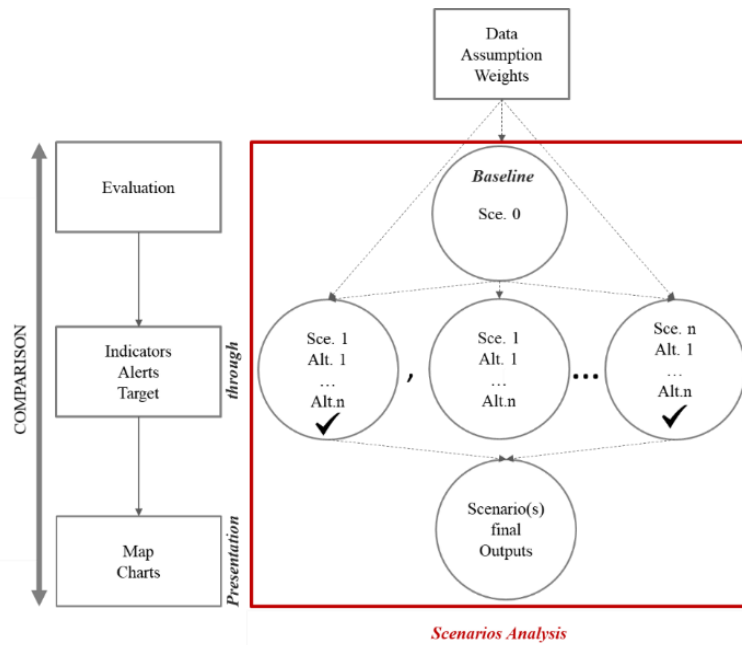 Data
Assumption
Weights
COMPARISON
Evaluation
Indicators
Alerts
Target
Map
Charts
through
Presentation
Baseline
Sce. 0
Sce. 1
Alt. 1
...
Alt.n
,
Sce. 1
Alt. 1
...
Alt.n
...
Sce. n
Alt. 1
...
Alt.n
Scenario(s)
final
Outputs
Scenarios Analysis